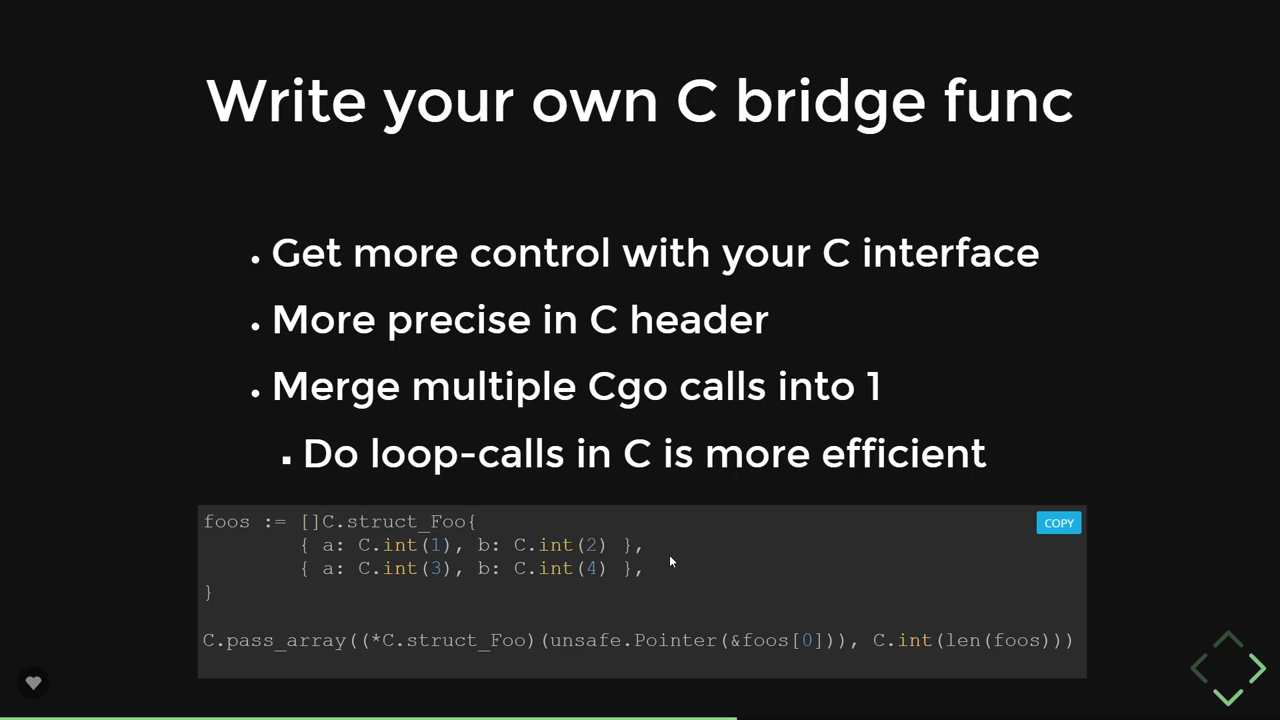 Write your own C bridge func
• Get more control with your C interface
• More precise in C header
• Merge multiple Cgo calls into 1
▪ Do loop-calls in C is more efficient
foos := []C.struct_Foo{
        { a: C.int(1), b: C.int(2) },
        { a: C.int(3), b: C.int(4) },
}
C.pass_array((*C.struct_Foo)(unsafe.Pointer(&foos[0])), C.int(len(foos)))
COPY